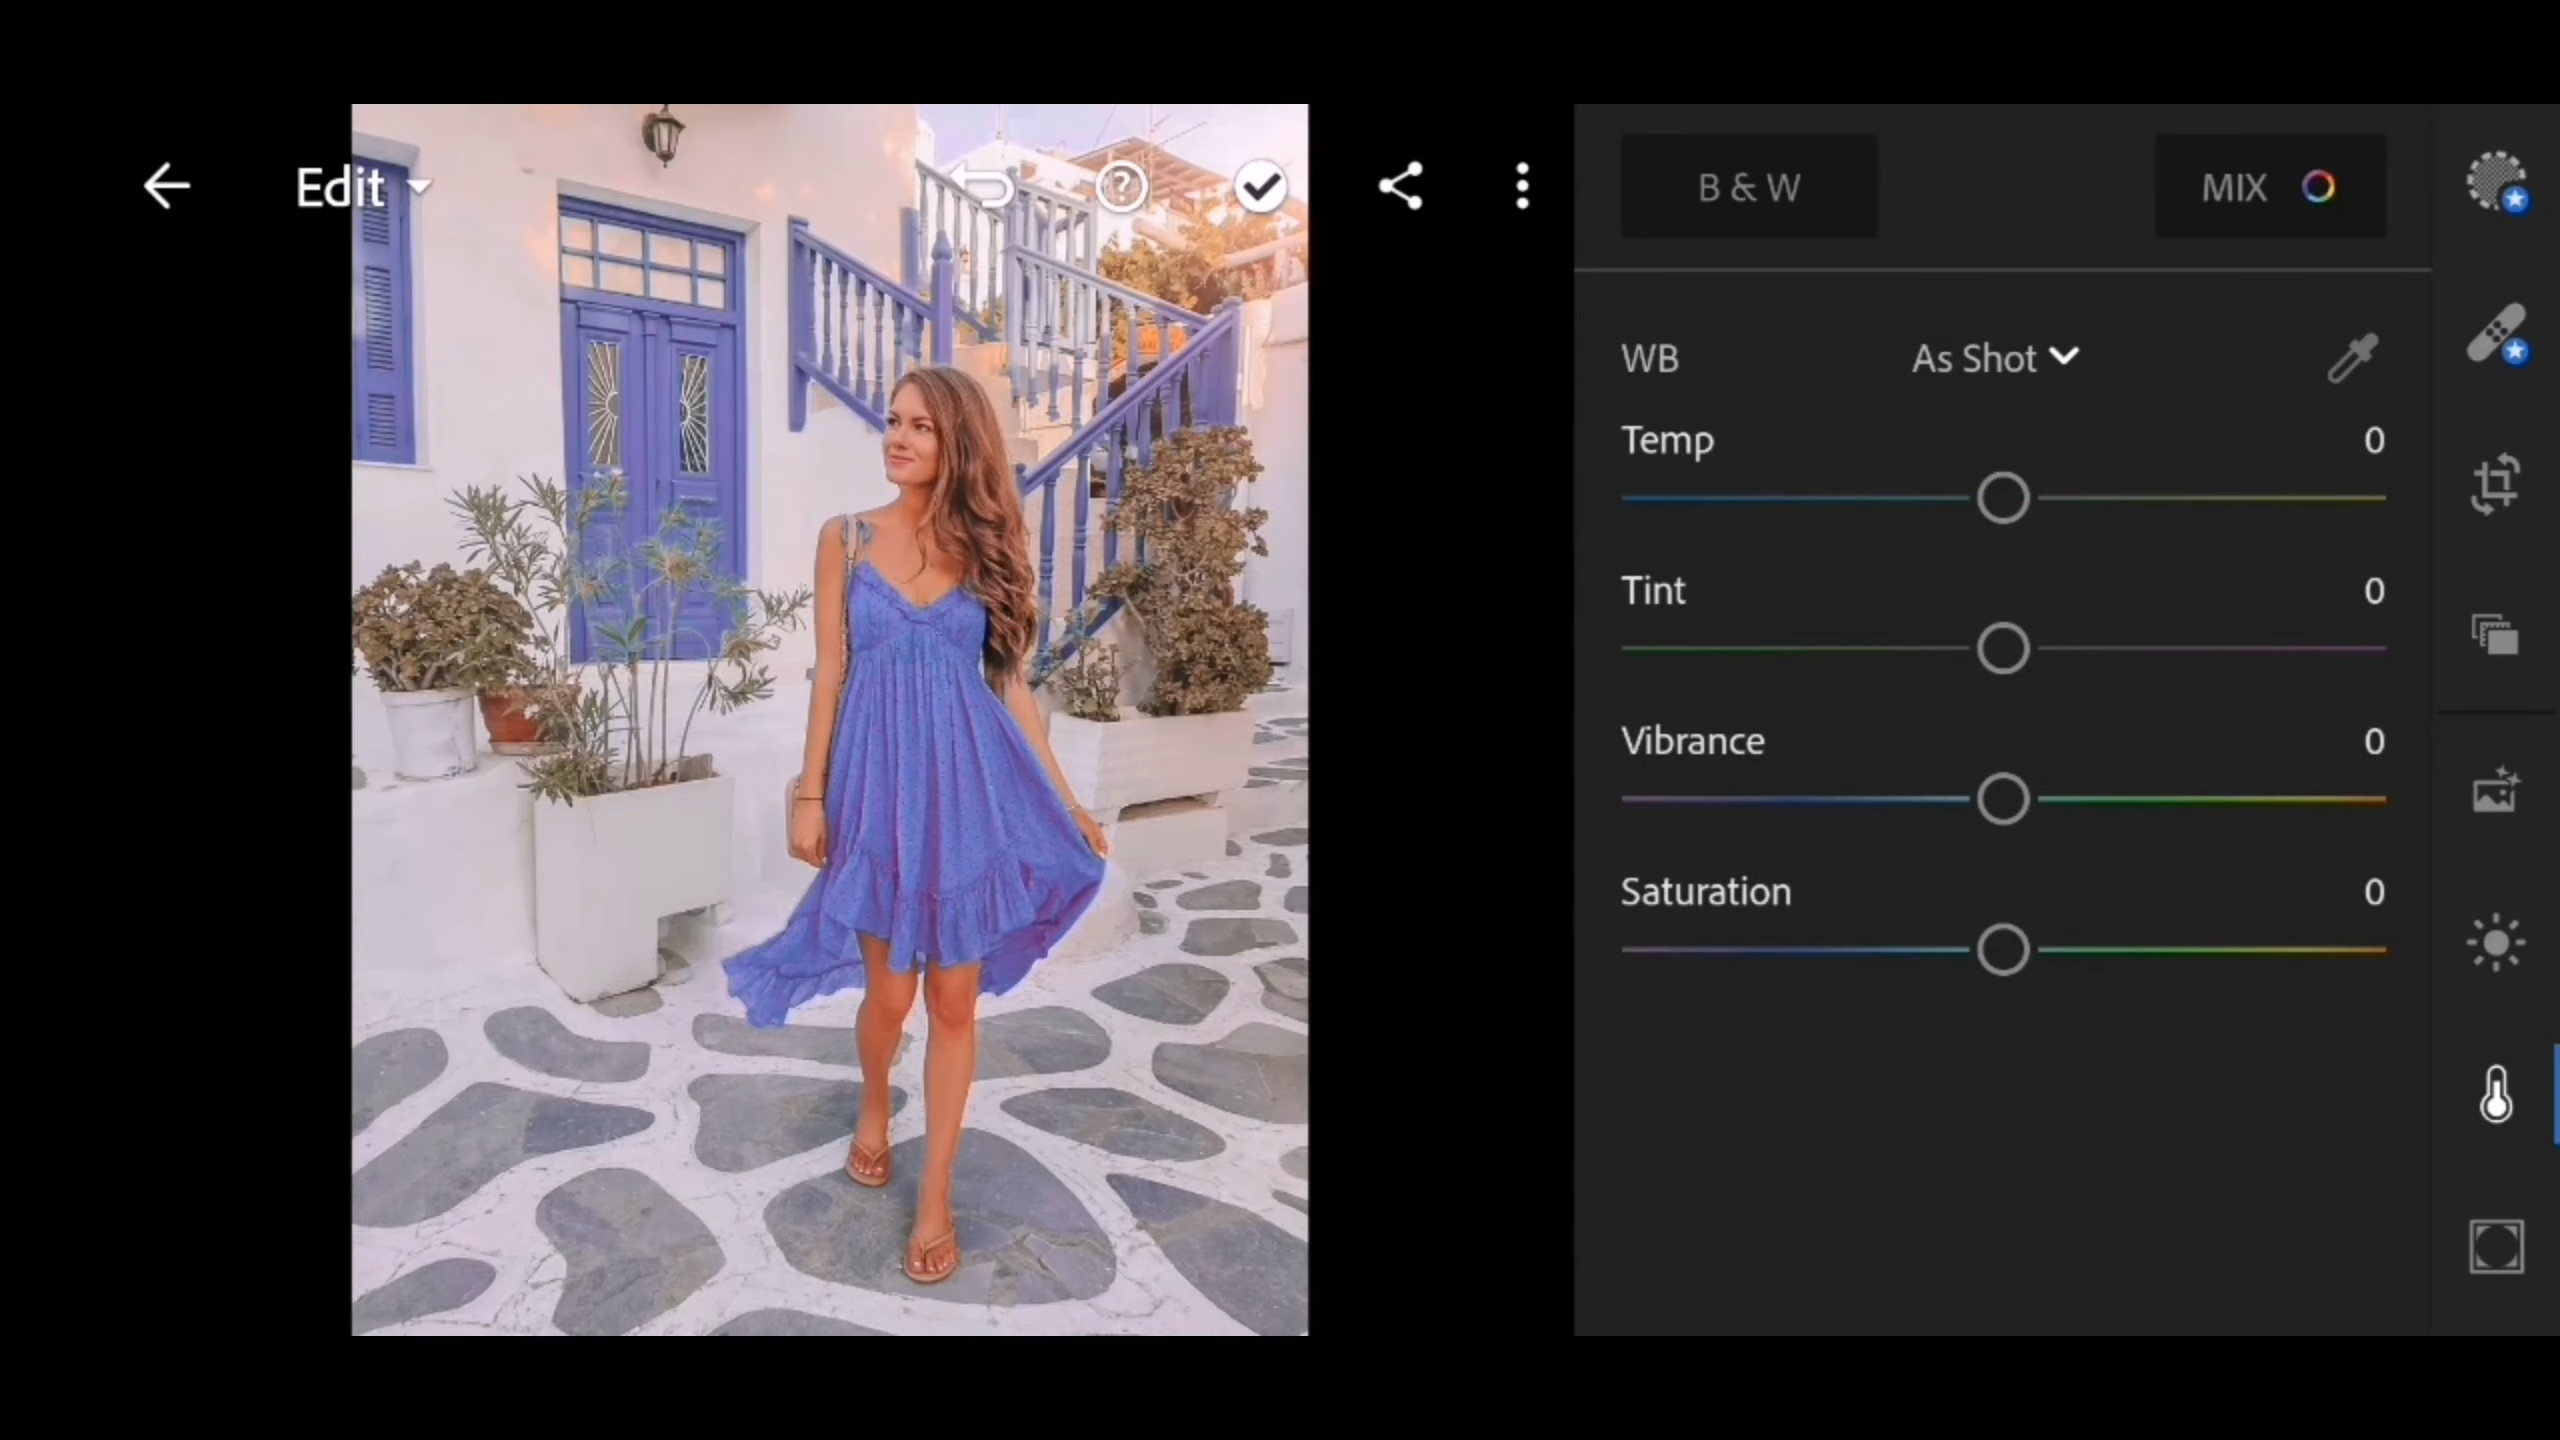 Edit
B & W
MIX
WB As Shot
Temp 0
Tint 0
Vibrance 0
Saturation 0